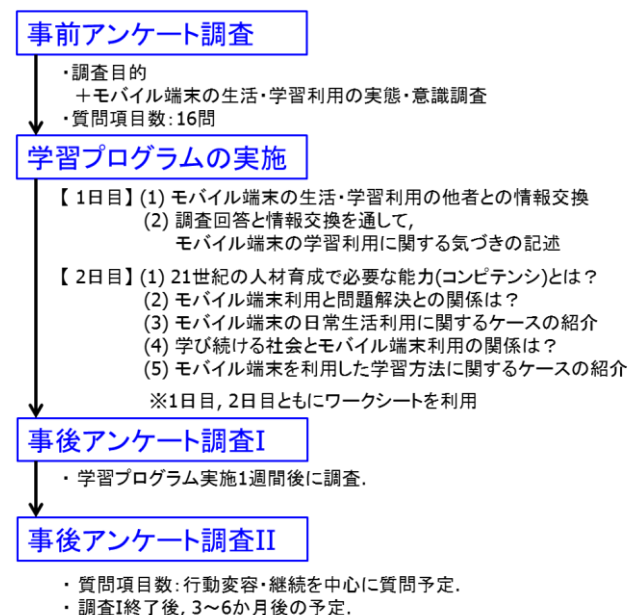 事前アンケート調査
・調査目的
＋モバイル端末の生活・学習利用の実態・意識調査
・質問項目数：16問
学習プログラムの実施
【 1日目】 (1) モバイル端末の生活・学習利用の他者との情報交換
(2) 調査回答と情報交換を通して，
モバイル端末の学習利用に関する気づきの記述
【 2日目】 (1) 21世紀の人材育成で必要な能力(コンピテンシ)とは？
(2) モバイル端末利用と問題解決との関係は？
(3) モバイル端末の日常生活利用に関するケースの紹介
(4) 学び続ける社会とモバイル端末利用の関係は？
(5) モバイル端末を利用した学習方法に関するケースの紹介
※1日目，2日目ともにワークシートを利用
事後アンケート調査I
・ 学習プログラム実施1週間後に調査．
事後アンケート調査II
・ 質問項目数：行動変容・継続を中心に質問予定．
・ 調査I終了後，3～6か月後の予定．